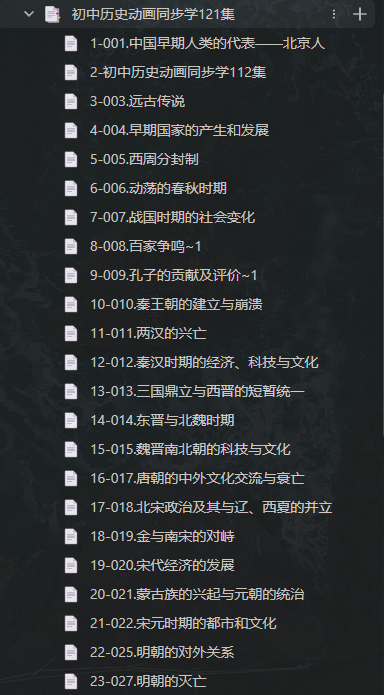 初中历史动画同步学121集
1-001.中国早期人类的代表——北京人
2-初中历史动画同步学112集
3-003.远古传说
4-004.早期国家的产生和发展
5-005.西周分封制
6-006.动荡的春秋时期
7-007.战国时期的社会变化
8-008.百家争鸣~1
9-009.孔子的贡献及评价~1
10-010.秦王朝的建立与崩溃
11-011.两汉的兴亡
12-012.秦汉时期的经济、科技与文化
13-013.三国鼎立与西晋的短暂统一
14-014.东晋与北魏时期
15-015.魏晋南北朝的科技与文化
16-017.唐朝的中外文化交流与衰亡
17-018.北宋政治及其与辽、西夏的并立
18-019.金与南宋的对峙
19-020.宋代经济的发展
20-021.蒙古族的兴起与元朝的统治
21-022.宋元时期的都市和文化
22-025.明朝的对外关系
23-027.明朝的灭亡